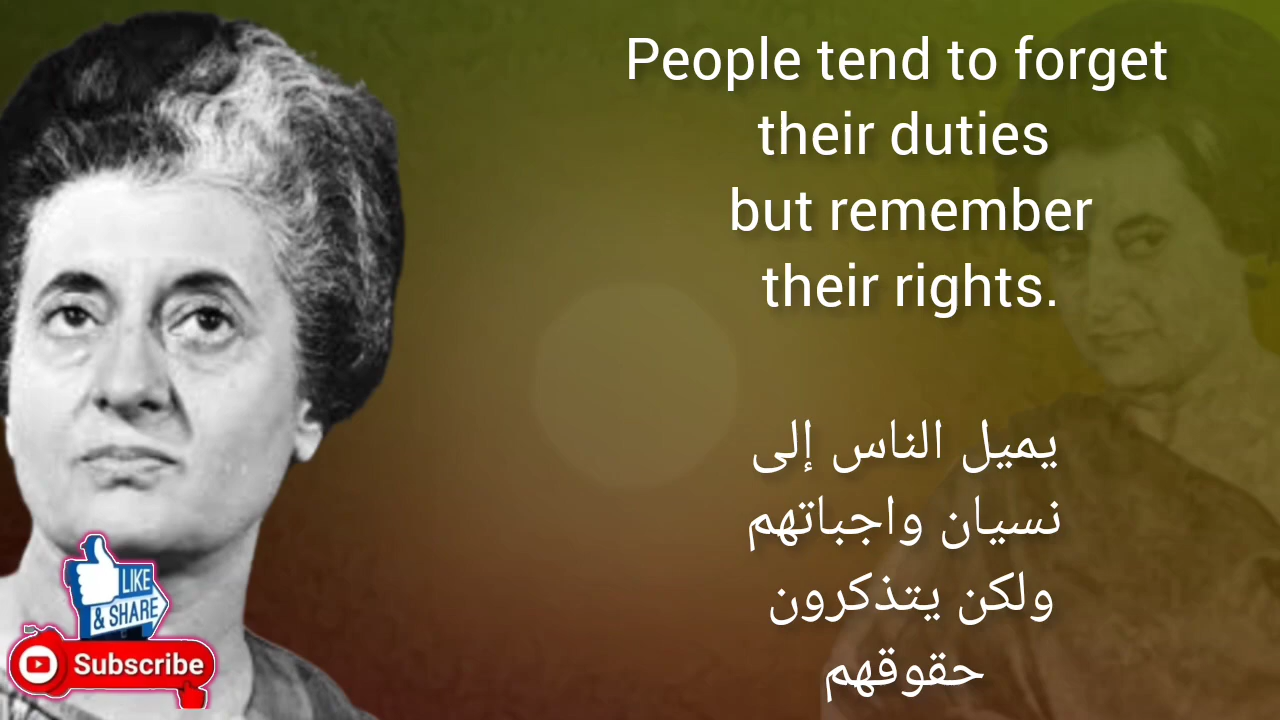 People tend to forget
their duties
but remember
their rights.
يميل الناس إلى
نسيان واجباتهم
ولكن يتذكرون
حقوقهم
LIKE
& SHARE
Subscribe